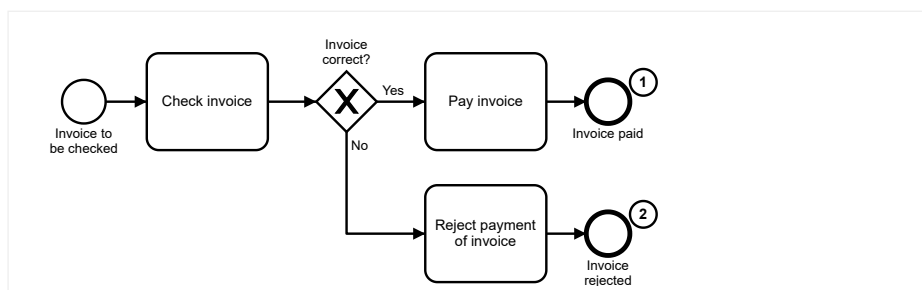 Invoice
correct?
1
Check invoice
Yes
Pay invoice
Invoice to
be checked
Invoice paid
No
2
Reject payment
of invoice
Invoice
rejected